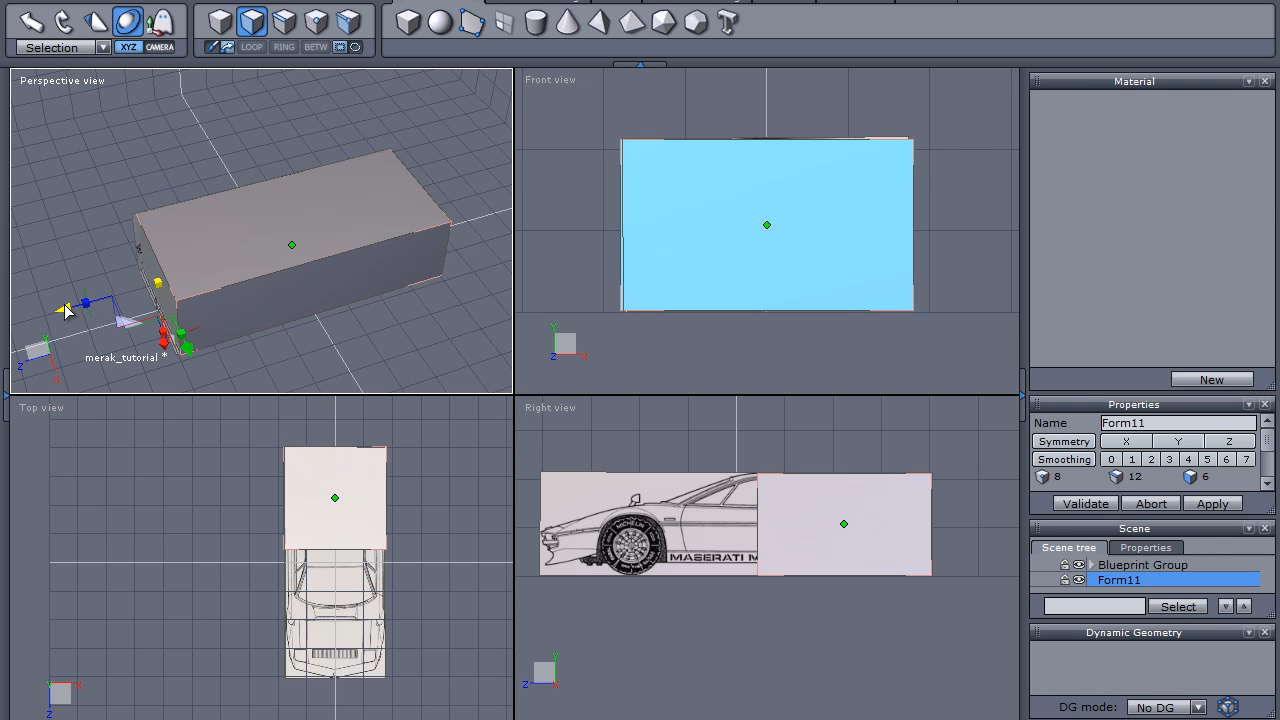 Selection
XYZ CAMERA
LOOP RING BETW
Perspective view
Front view
Y
Z X
merak_tutorial *
Y
Z
X
Top view
Right view
MICHELIN
MASERATI M
X
Z
Y
Z X
Material
New
Properties
Name Form11
Symmetry X Y Z
Smoothing 0 1 2 3 4 5 6 7
8 12 6
Validate Abort Apply
Scene
Scene tree Properties
Blueprint Group
Form11
Select
Dynamic Geometry
DG mode: No DG